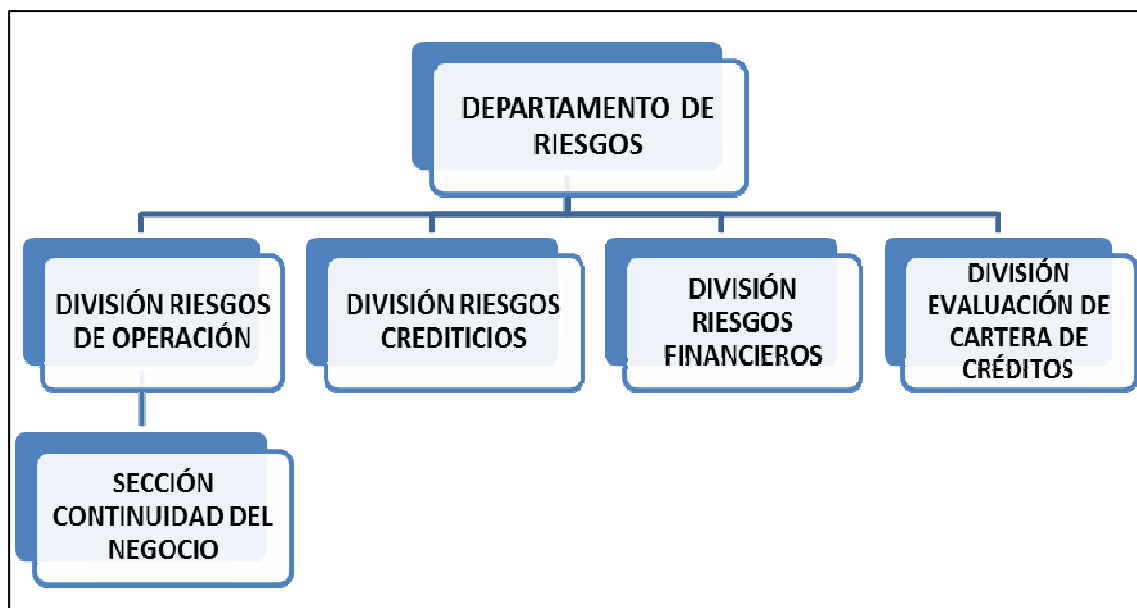 DEPARTAMENTO DE
RIESGOS
DIVISIÓN RIESGOS
DE OPERACIÓN
DIVISIÓN RIESGOS
CREDITICIOS
DIVISIÓN
RIESGOS
FINANCIEROS
DIVISIÓN
EVALUACIÓN DE
CARTERA DE
CRÉDITOS
SECCIÓN
CONTINUIDAD DEL
NEGOCIO